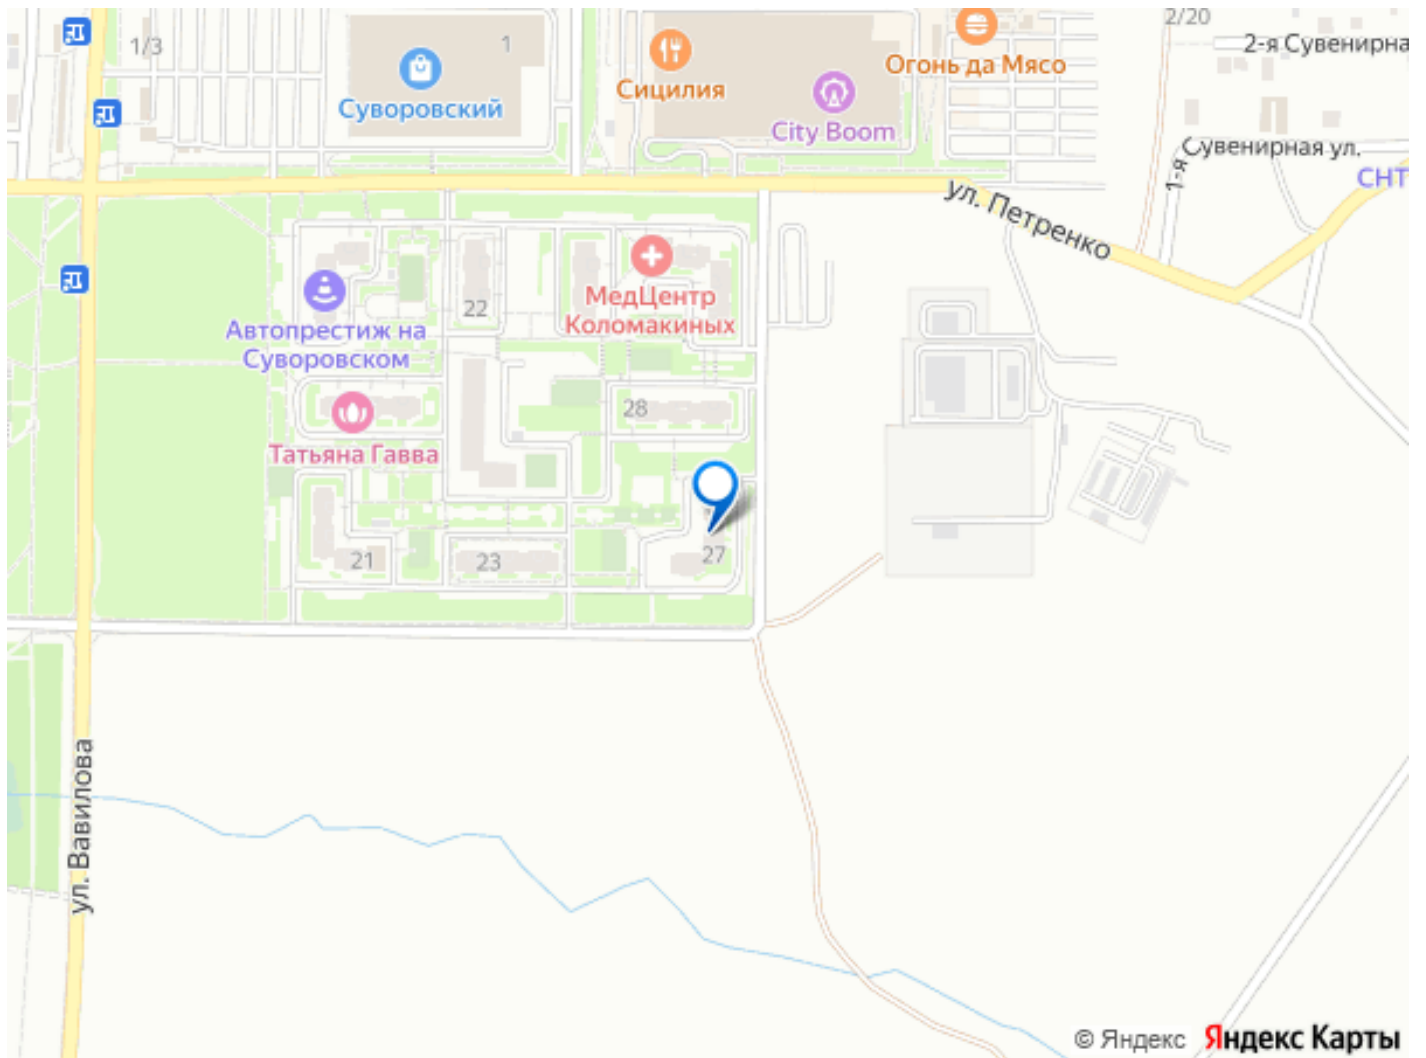 2/20
1/3
1
2-я Сувенирна
Огонь да Мясо
Сицилия
Суворовский
City Boom
1-я Сувенирная ул.
СНТ
ул. Петренко
МедЦентр
Коломакиных
22
Автопрестиж на
Суворовском
28
Татьяна Гавва
21
23
27
ул. Вавилова
© Яндекс Яндекс Карты